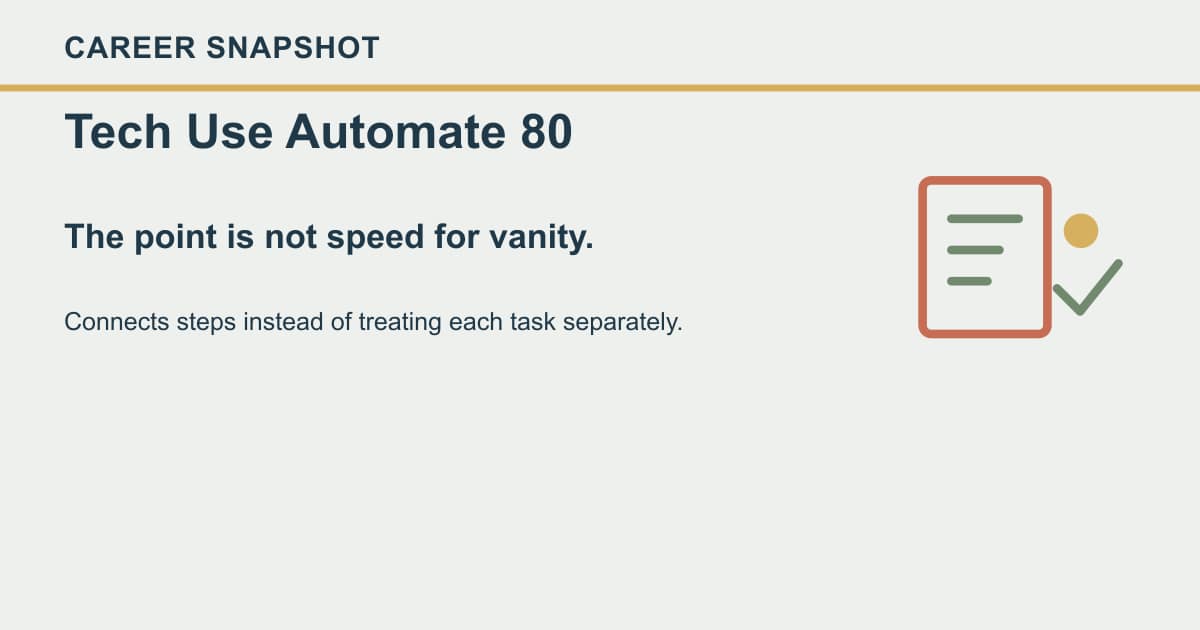 CAREER SNAPSHOT
Tech Use Automate 80
The point is not speed for vanity.
Connects steps instead of treating each task separately.